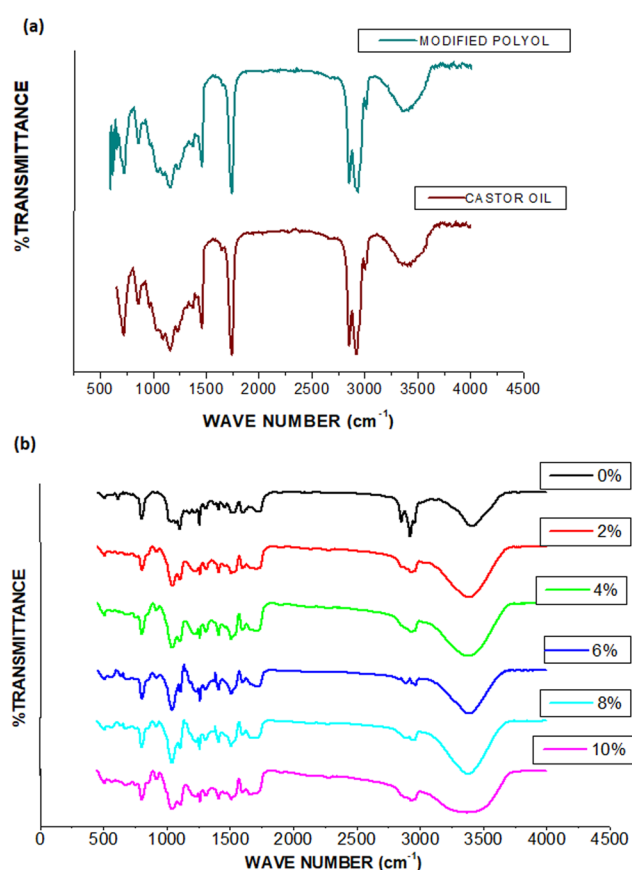 (a)
MODIFIED POLYOL
CASTOR OIL
%TRANSMITTANCE
500 1000 1500 2000 2500 3000 3500 4000 4500
WAVE NUMBER (cm⁻¹)
(b)
0%
2%
4%
6%
8%
10%
%TRANSMITTANCE
0 500 1000 1500 2000 2500 3000 3500 4000 4500
WAVE NUMBER (cm⁻¹)